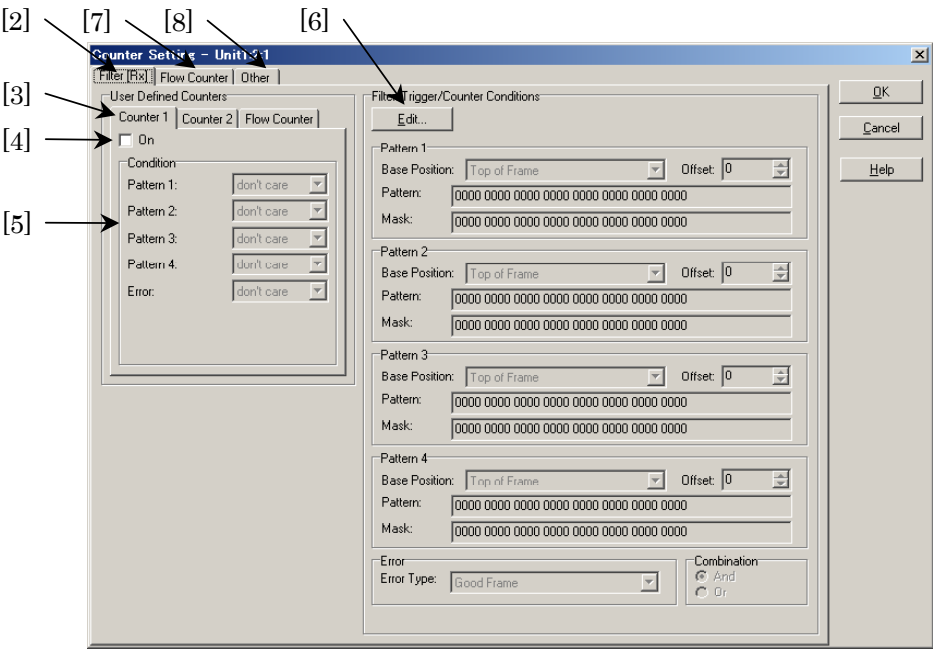 [2] [7] [8] [6]
Counter Setting - Unit1:2:1
Filter [Rx] Flow Counter Other
[3] User Defined Counters Filter/Trigger/Counter Conditions OK
Counter 1 Counter 2 Flow Counter Edit... Cancel
[4] On
Pattern 1
Condition Base Position: Top of Frame Offset: 0 Help
Pattern 1: don't care Pattern: 0000 0000 0000 0000 0000 0000 0000 0000
[5] Pattern 2: don't care Mask: 0000 0000 0000 0000 0000 0000 0000 0000
Pattern 3: don't care Pattern 2
Pattern 4: don't care Base Position: Top of Frame Offset: 0
Error: don't care Pattern: 0000 0000 0000 0000 0000 0000 0000 0000
Mask: 0000 0000 0000 0000 0000 0000 0000 0000
Pattern 3
Base Position: Top of Frame Offset: 0
Pattern: 0000 0000 0000 0000 0000 0000 0000 0000
Mask: 0000 0000 0000 0000 0000 0000 0000 0000
Pattern 4
Base Position: Top of Frame Offset: 0
Pattern: 0000 0000 0000 0000 0000 0000 0000 0000
Mask: 0000 0000 0000 0000 0000 0000 0000 0000
Error Combination
Error Type: Good Frame And
Or